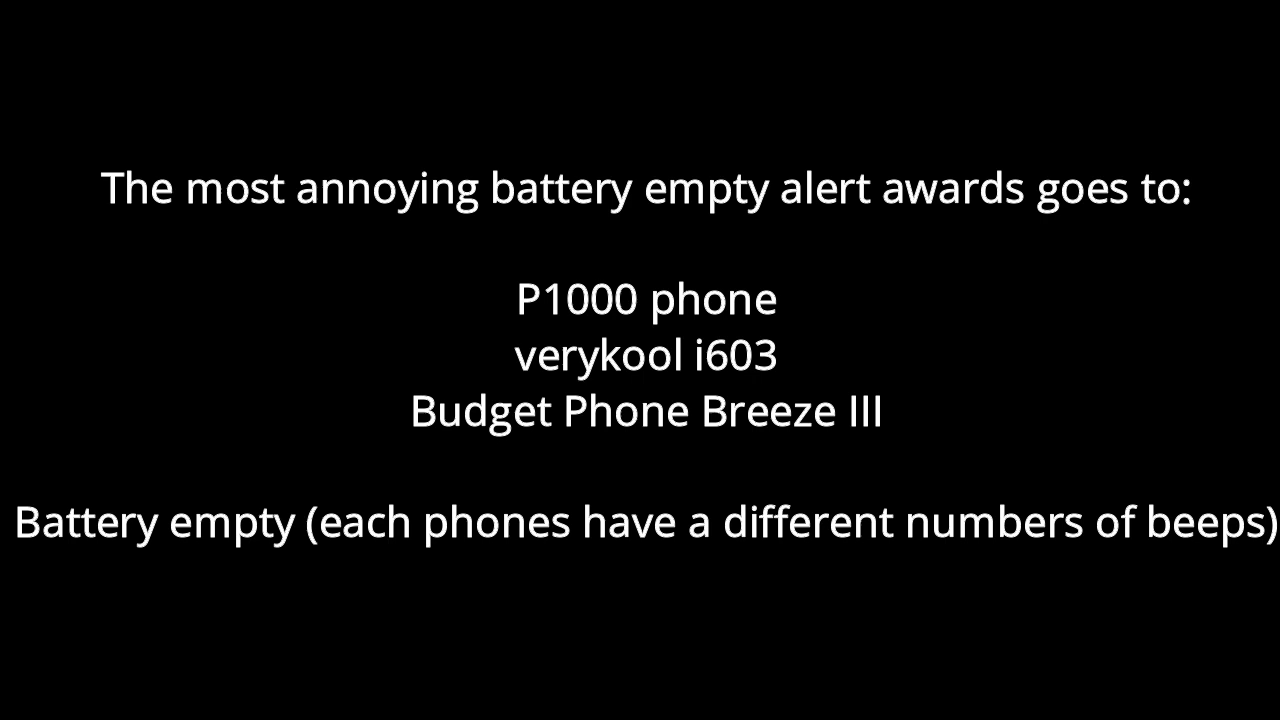 The most annoying battery empty alert awards goes to:
P1000 phone
verykool i603
Budget Phone Breeze III
Battery empty (each phones have a different numbers of beeps)